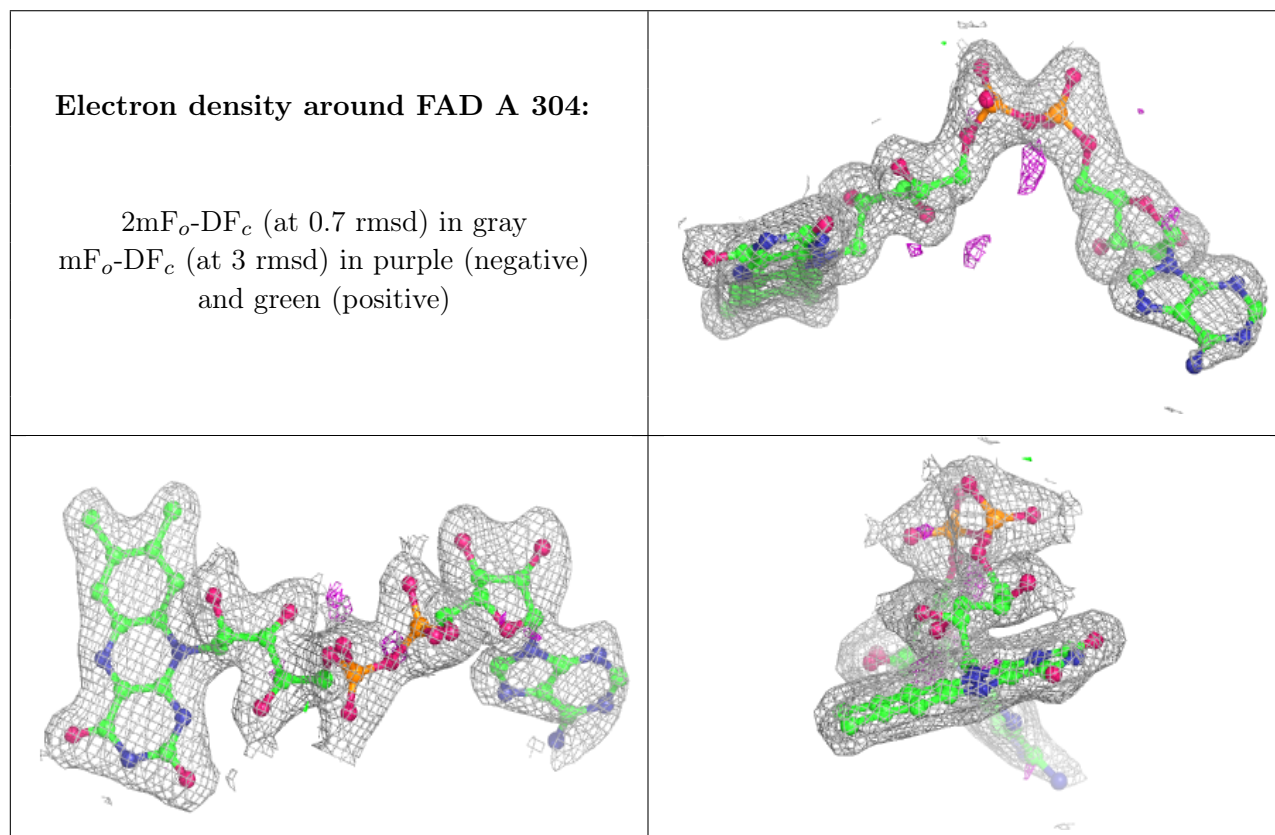 Electron density around FAD A 304:
2mFo-DFc (at 0.7 rmsd) in gray
mFo-DFc (at 3 rmsd) in purple (negative)
and green (positive)